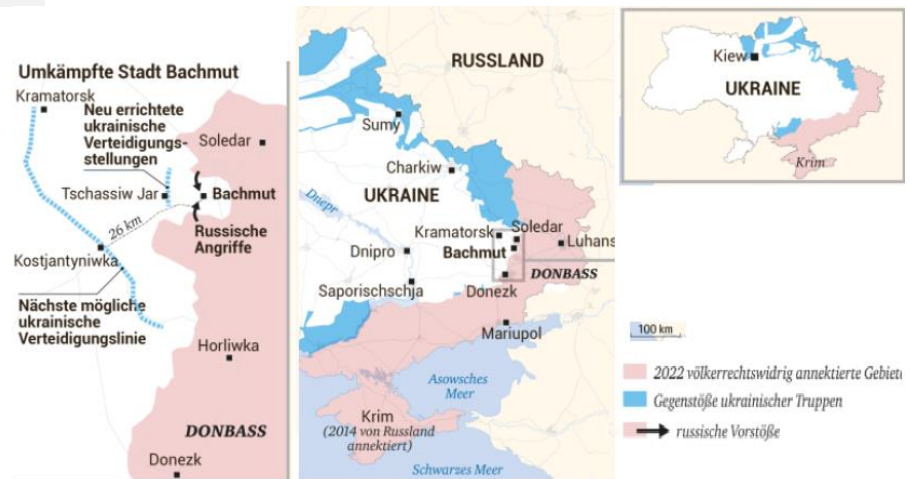 Umkämpfte Stadt Bachmut
Kramatorsk
Neu errichtete
ukrainische
Verteidigungs-
stellungen
Soledar
Tschassiw Jar
Bachmut
26 km
Russische
Angriffe
Kostjantyniwka
Nächste mögliche
ukrainische
Verteidigungslinie
Horliwka
DONBASS
Donezk
RUSSLAND
Sumy
Charkiw
UKRAINE
Dnepr
Kramatorsk
Soledar
Luhans
Dnipro
Bachmut
DONBASS
Saporischschja
Donezk
Mariupol
Asowsches
Meer
Krim
(2014 von Russland
annektiert)
Schwarzes Meer
Kiew
UKRAINE
Krim
100 km
2022 völkerrechtswidrig annektierte Gebiet
Gegenstöße ukrainischer Truppen
russische Vorstöße